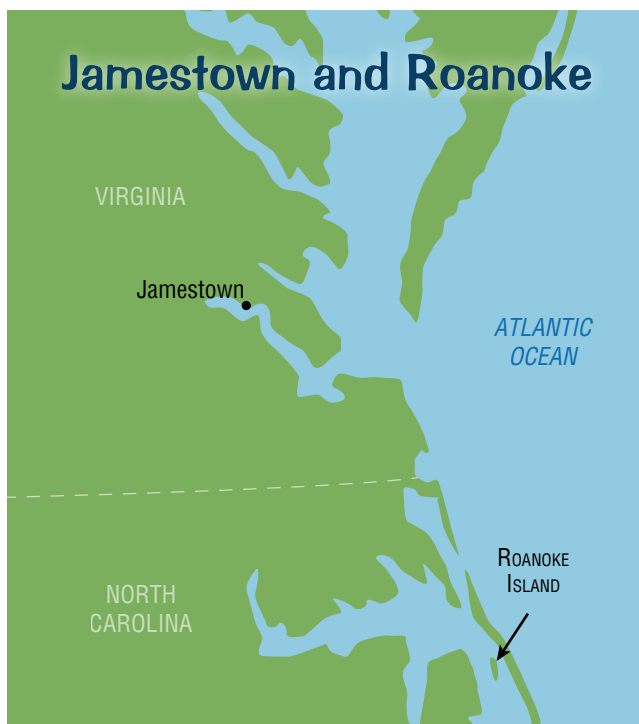 Jamestown and Roanoke
VIRGINIA
Jamestown
ATLANTIC
OCEAN
ROANOKE
ISLAND
NORTH
CAROLINA